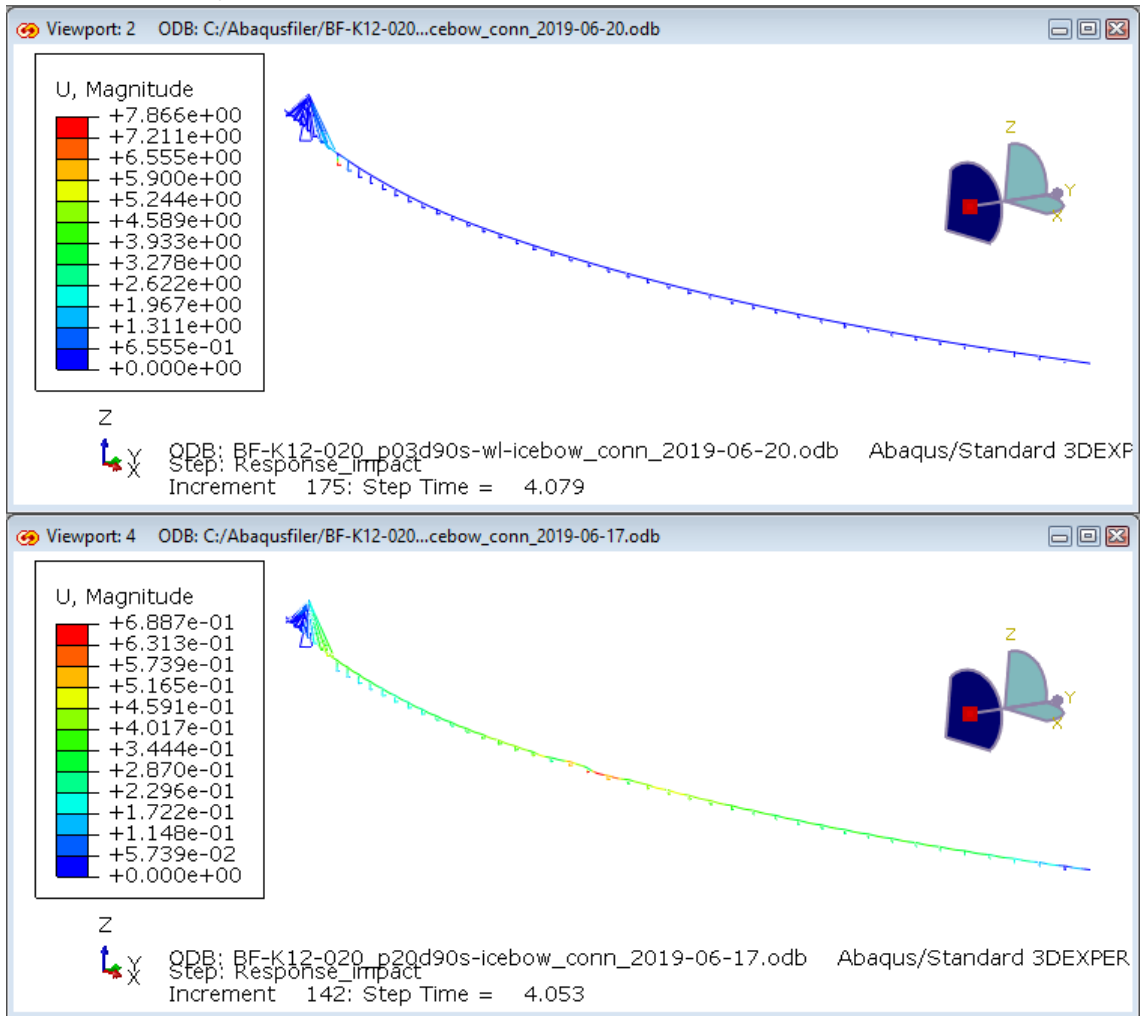 Viewport: 2 ODB: C:/Abaqusfiler/BF-K12-020...cebow_conn_2019-06-20.odb
U, Magnitude
+7.866e+00
+7.211e+00
+6.555e+00
+5.900e+00
+5.244e+00
+4.589e+00
+3.933e+00
+3.278e+00
+2.622e+00
+1.967e+00
+1.311e+00
+6.555e-01
+0.000e+00
Z
Y
X
Z
Y
X
ODB: BF-K12-020_p03d90s-wl-icebow_conn_2019-06-20.odb Abaqus/Standard 3DEXP
Step: Response_impact
Increment 175: Step Time = 4.079
Viewport: 4 ODB: C:/Abaqusfiler/BF-K12-020...cebow_conn_2019-06-17.odb
U, Magnitude
+6.887e-01
+6.313e-01
+5.739e-01
+5.165e-01
+4.591e-01
+4.017e-01
+3.444e-01
+2.870e-01
+2.296e-01
+1.722e-01
+1.148e-01
+5.739e-02
+0.000e+00
Z
Y
X
Z
Y
X
ODB: BF-K12-020_p20d90s-icebow_conn_2019-06-17.odb Abaqus/Standard 3DEXPER
Step: Response_impact
Increment 142: Step Time = 4.053